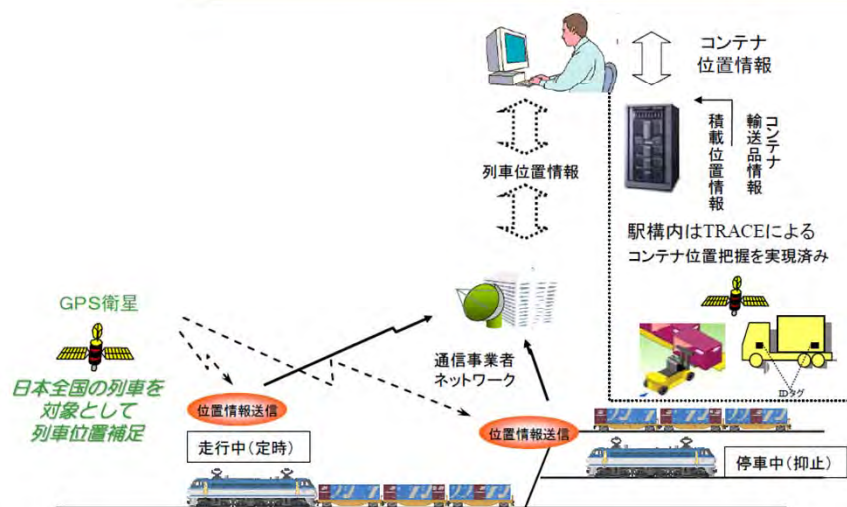 コンテナ
位置情報
コンテナ
輸送品情報
積載位置情報
列車位置情報
駅構内はTRACEによる
コンテナ位置把握を実現済み
GPS衛星
日本全国の列車を
対象として
列車位置補足
通信事業者
ネットワーク
IDタグ
位置情報送信
位置情報送信
走行中(定時)
停車中(抑止)